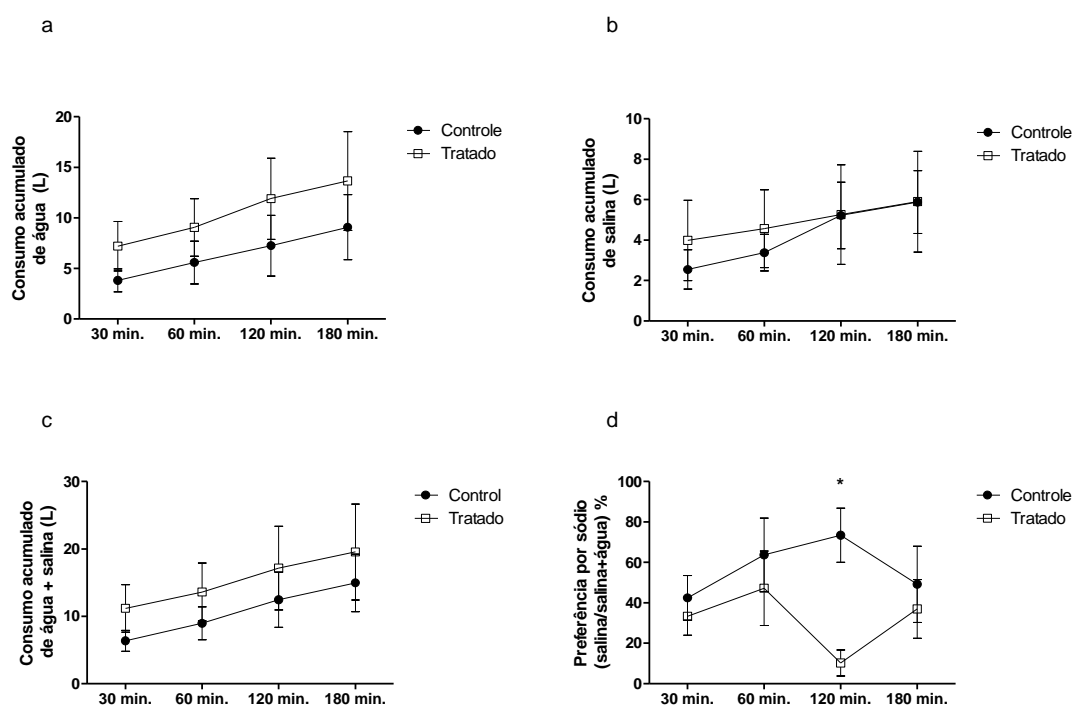 a
Consumo acumulado
de água (L)
20
15
10
5
0
30 min.
60 min.
120 min.
180 min.
Controle
Tratado
b
Consumo acumulado
de salina (L)
10
8
6
4
2
0
30 min.
60 min.
120 min.
180 min.
Controle
Tratado
c
Consumo acumulado
de água + salina (L)
30
20
10
0
30 min.
60 min.
120 min.
180 min.
Control
Tratado
d
Preferência por sódio
(salina/salina+água) %
100
80
60
40
20
0
*
30 min.
60 min.
120 min.
180 min.
Controle
Tratado